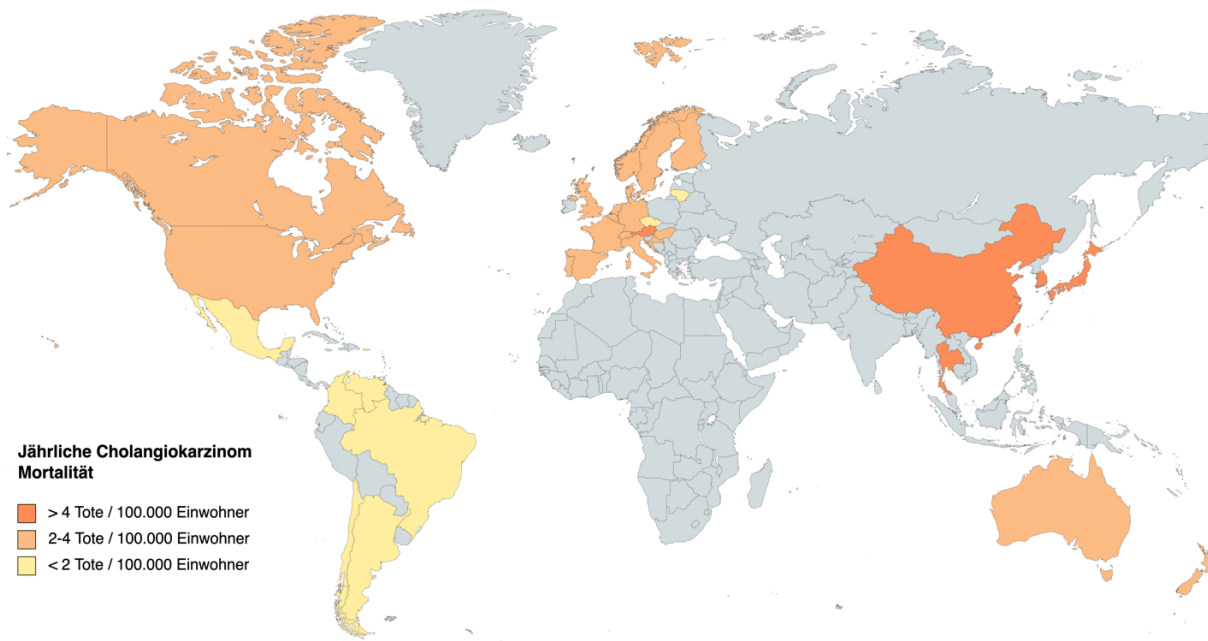 Jährliche Cholangiokarzinom
Mortalität
> 4 Tote / 100.000 Einwohner
2-4 Tote / 100.000 Einwohner
< 2 Tote / 100.000 Einwohner